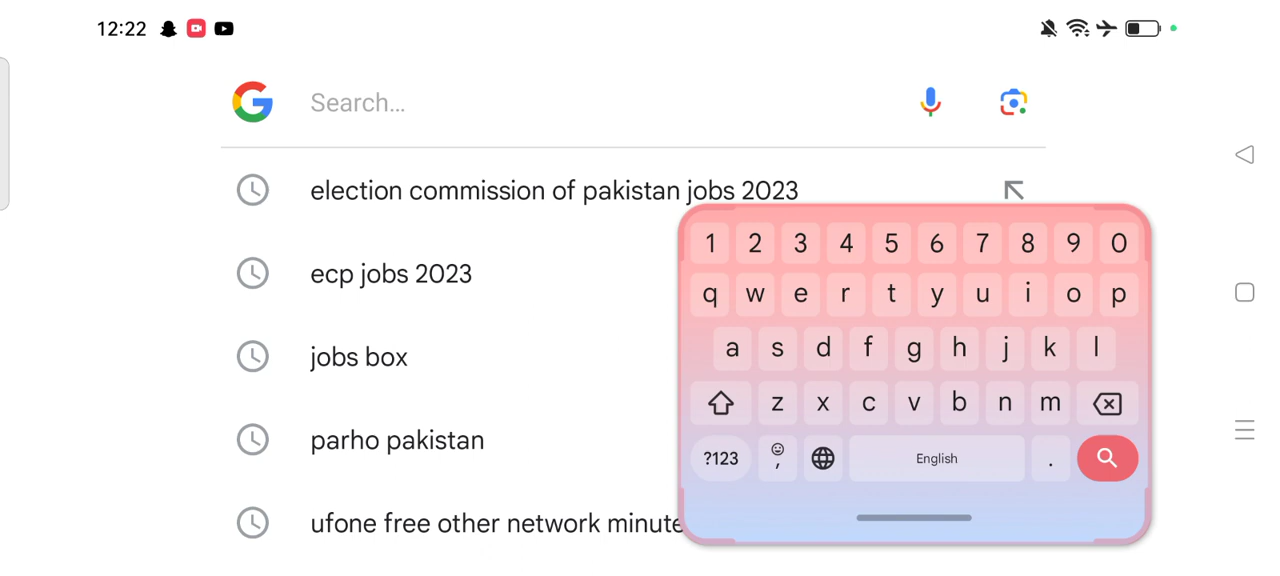 12:22
Search...
election commission of pakistan jobs 2023
ecp jobs 2023
jobs box
parho pakistan
ufone free other network minute
1 2 3 4 5 6 7 8 9 0
q w e r t y u i o p
a s d f g h j k l
z x c v b n m
?123 , English .